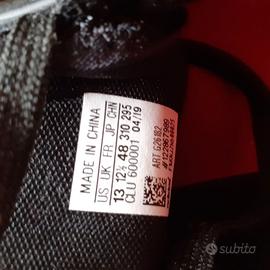 MADE IN CHINA
US UK FR JP CHN
13 12½ 48 310 295
CLU 600001 04/19
ART G26182
subito